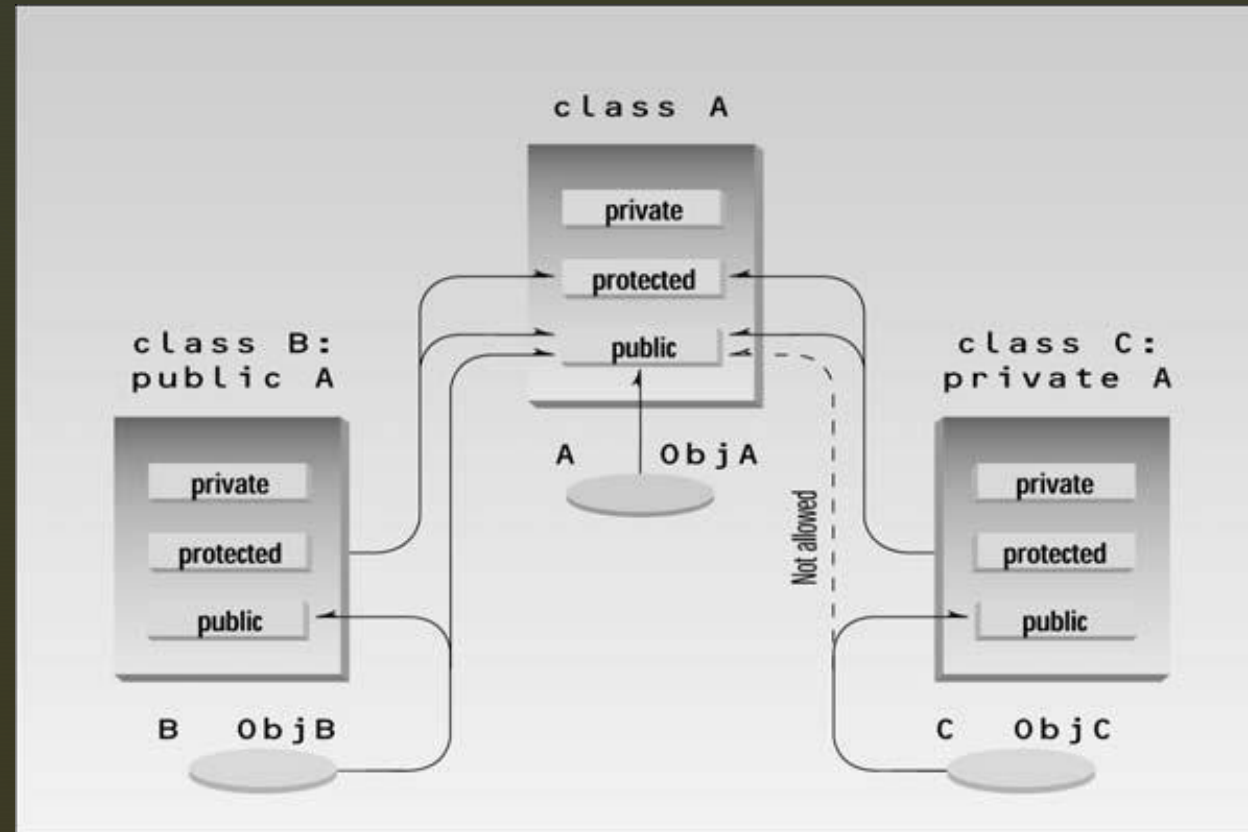 class A
private
protected
public
class B:
public A
private
protected
public
A ObjA
Not allowed
class C:
private A
private
protected
public
B ObjB
C ObjC